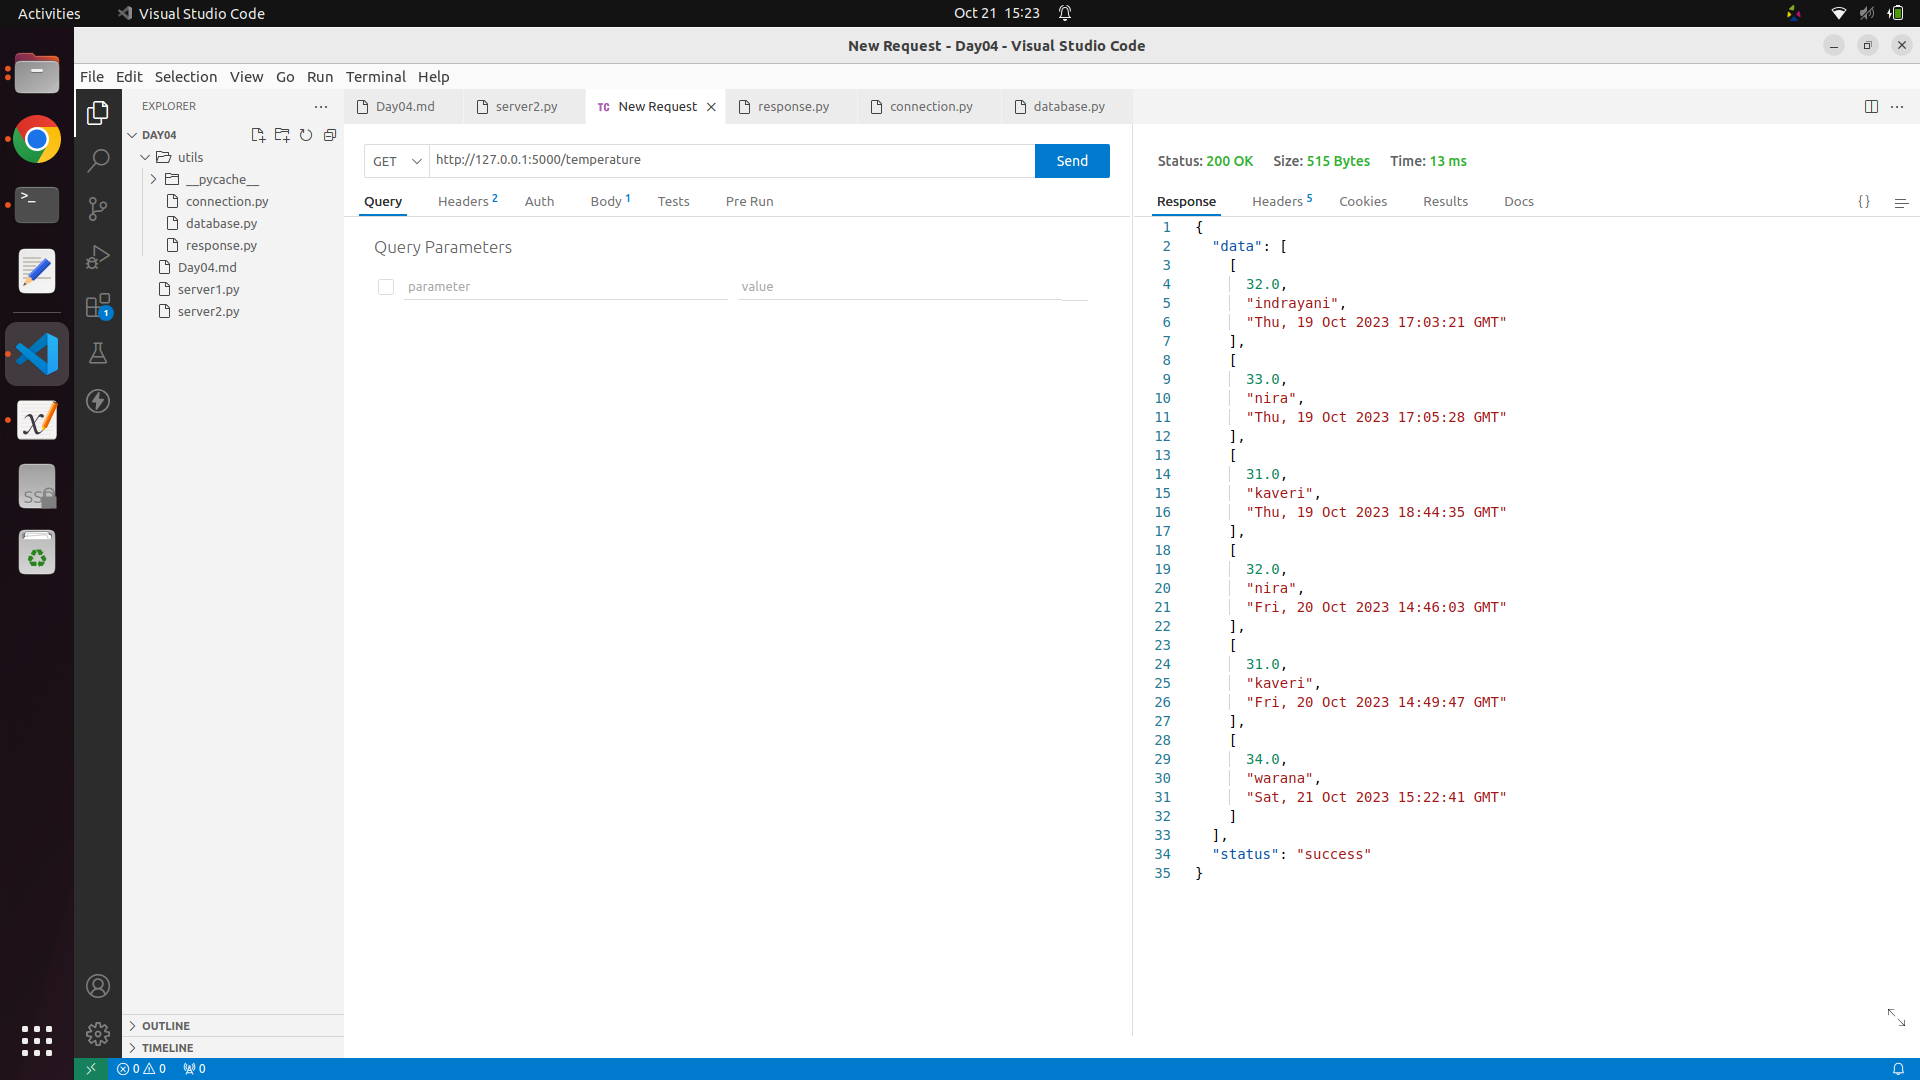 Activities
Visual Studio Code
Oct 21 15:23
New Request - Day04 - Visual Studio Code
File Edit Selection View Go Run Terminal Help
EXPLORER
Day04.md
server2.py
TC New Request
response.py
connection.py
database.py
DAY04
utils
__pycache__
connection.py
database.py
response.py
Day04.md
server1.py
server2.py
1
OUTLINE
TIMELINE
GET
http://127.0.0.1:5000/temperature
Send
Query
Headers 2
Auth
Body 1
Tests
Pre Run
Query Parameters
parameter
value
Status: 200 OK Size: 515 Bytes Time: 13 ms
Response
Headers 5
Cookies
Results
Docs
{}
1 {
2 "data": [
3 [
4 32.0,
5 "indrayani",
6 "Thu, 19 Oct 2023 17:03:21 GMT"
7 ],
8 [
9 33.0,
10 "nira",
11 "Thu, 19 Oct 2023 17:05:28 GMT"
12 ],
13 [
14 31.0,
15 "kaveri",
16 "Thu, 19 Oct 2023 18:44:35 GMT"
17 ],
18 [
19 32.0,
20 "nira",
21 "Fri, 20 Oct 2023 14:46:03 GMT"
22 ],
23 [
24 31.0,
25 "kaveri",
26 "Fri, 20 Oct 2023 14:49:47 GMT"
27 ],
28 [
29 34.0,
30 "warana",
31 "Sat, 21 Oct 2023 15:22:41 GMT"
32 ]
33 ],
34 "status": "success"
35 }
0 0 0